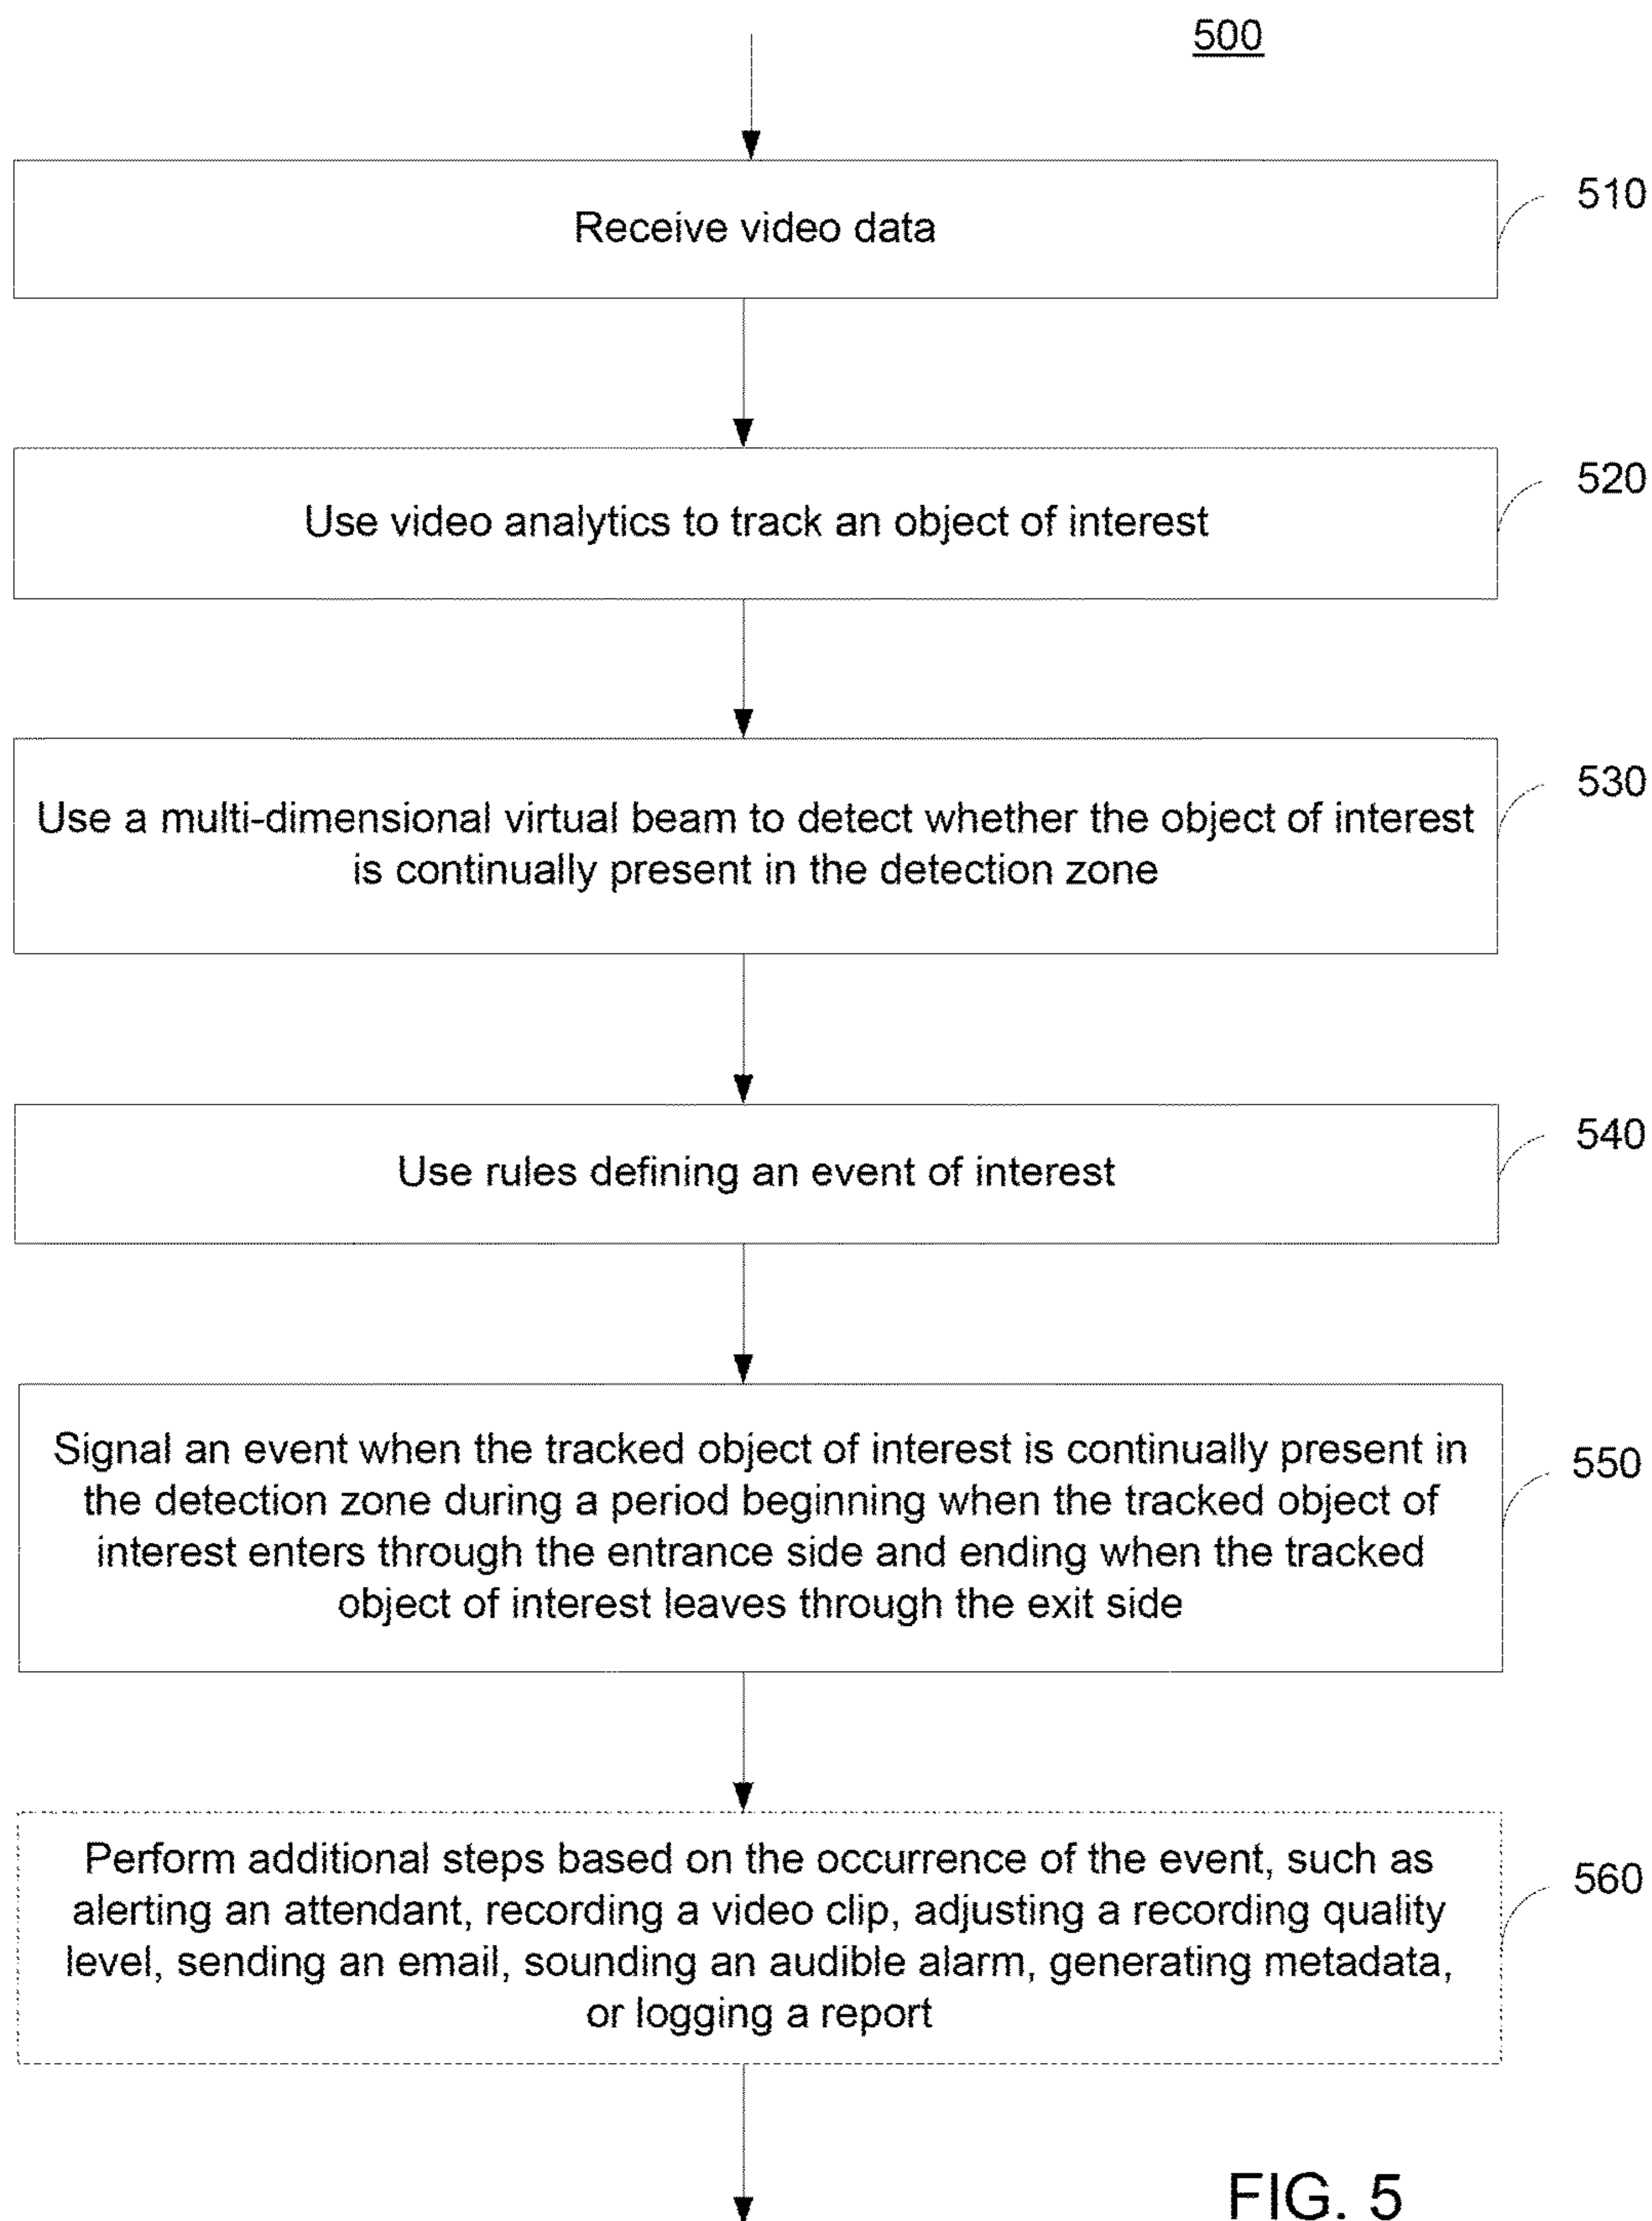 500
Receive video data
510
Use video analytics to track an object of interest
520
Use a multi-dimensional virtual beam to detect whether the object of interest
is continually present in the detection zone
530
Use rules defining an event of interest
540
Signal an event when the tracked object of interest is continually present in
the detection zone during a period beginning when the tracked object of
interest enters through the entrance side and ending when the tracked
object of interest leaves through the exit side
550
Perform additional steps based on the occurrence of the event, such as
alerting an attendant, recording a video clip, adjusting a recording quality
level, sending an email, sounding an audible alarm, generating metadata,
or logging a report
560
FIG. 5